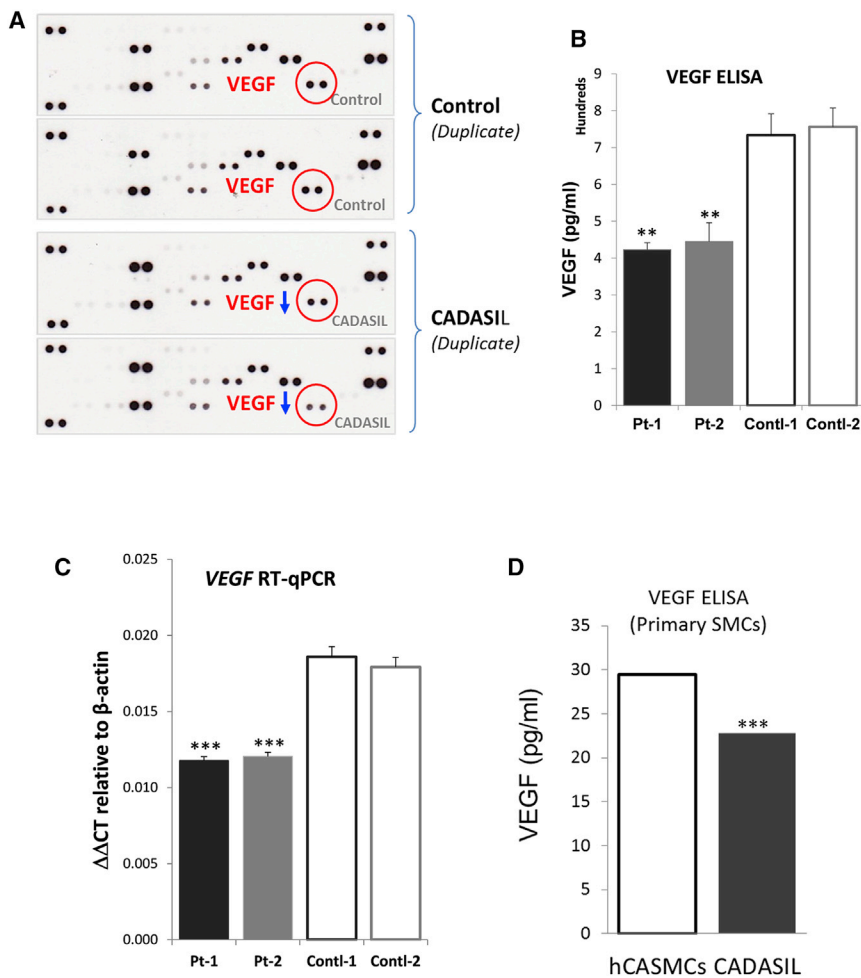 A
VEGF
Control
VEGF
Control
Control
(Duplicate)
VEGF
CADASIL
VEGF
CADASIL
CADASIL
(Duplicate)
B
VEGF ELISA
Hundreds
VEGF (pg/ml)
9
8
7
6
5
4
3
2
1
0
**
**
Pt-1
Pt-2
Contl-1
Contl-2
C
VEGF RT-qPCR
ΔΔCT relative to β-actin
0.025
0.020
0.015
0.010
0.005
0.000
***
***
Pt-1
Pt-2
Contl-1
Contl-2
D
VEGF ELISA
(Primary SMCs)
VEGF (pg/ml)
35
30
25
20
15
10
5
0
***
hCASMCs
CADASIL